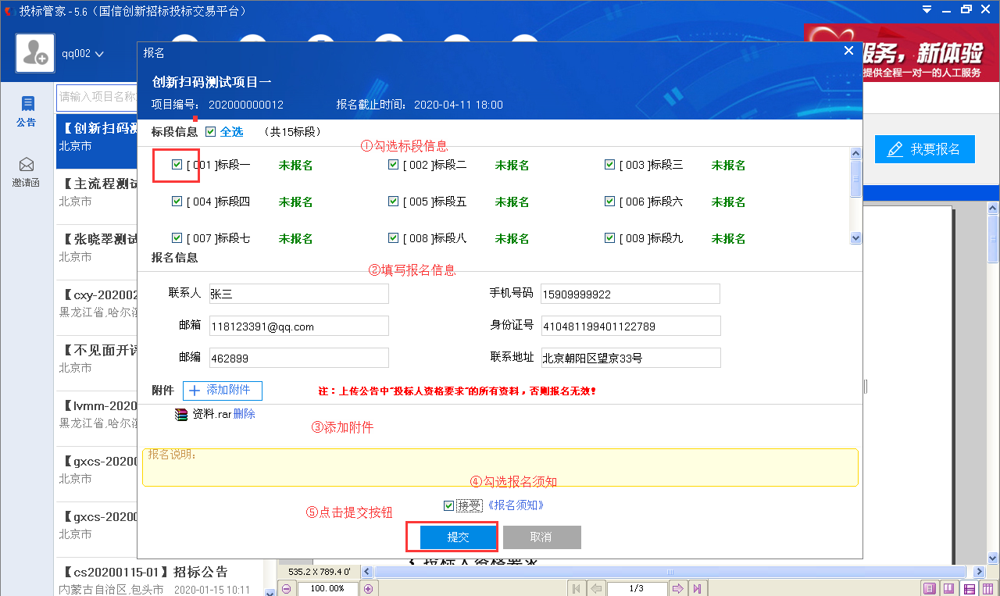 投标管家 - 5.6（国信创新招标投标交易平台）
qq002
服务，新体验
提供全程一对一的人工服务
公告
邀请函
请输入项目名称
【创新扫码测
北京市
【主流程测试
北京市
【张晓翠测试
北京市
【cxy-202002
黑龙江省,哈尔滨
【不见面开评
北京市
【lvmm-2020
黑龙江省,哈尔滨
【gxcs-20200
北京市
【gxcs-20200
北京市
【cs20200115-01】招标公告
内蒙古自治区,包头市 2020-01-15 10:11
我要报名
报名
创新扫码测试项目一
项目编号： 202000000012 报名截止时间： 2020-04-11 18:00
标段信息 全选 （共15标段）
①勾选标段信息
[ 001 ]标段一 未报名 [ 002 ]标段二 未报名 [ 003 ]标段三 未报名
[ 004 ]标段四 未报名 [ 005 ]标段五 未报名 [ 006 ]标段六 未报名
[ 007 ]标段七 未报名 [ 008 ]标段八 未报名 [ 009 ]标段九 未报名
报名信息
②填写报名信息
联系人 张三 手机号码 15909999922
邮箱 118123391@qq.com 身份证号 410481199401122789
邮编 462899 联系地址 北京朝阳区望京33号
附件 添加附件 注：上传公告中"投标人资格要求"的所有资料，否则报名无效！
资料.rar 删除
③添加附件
报名说明：
④勾选报名须知
接受 《报名须知》
⑤点击提交按钮
提交 取消
投标人资格要求
535.2 X 789.4 0'
100.00% 1/3